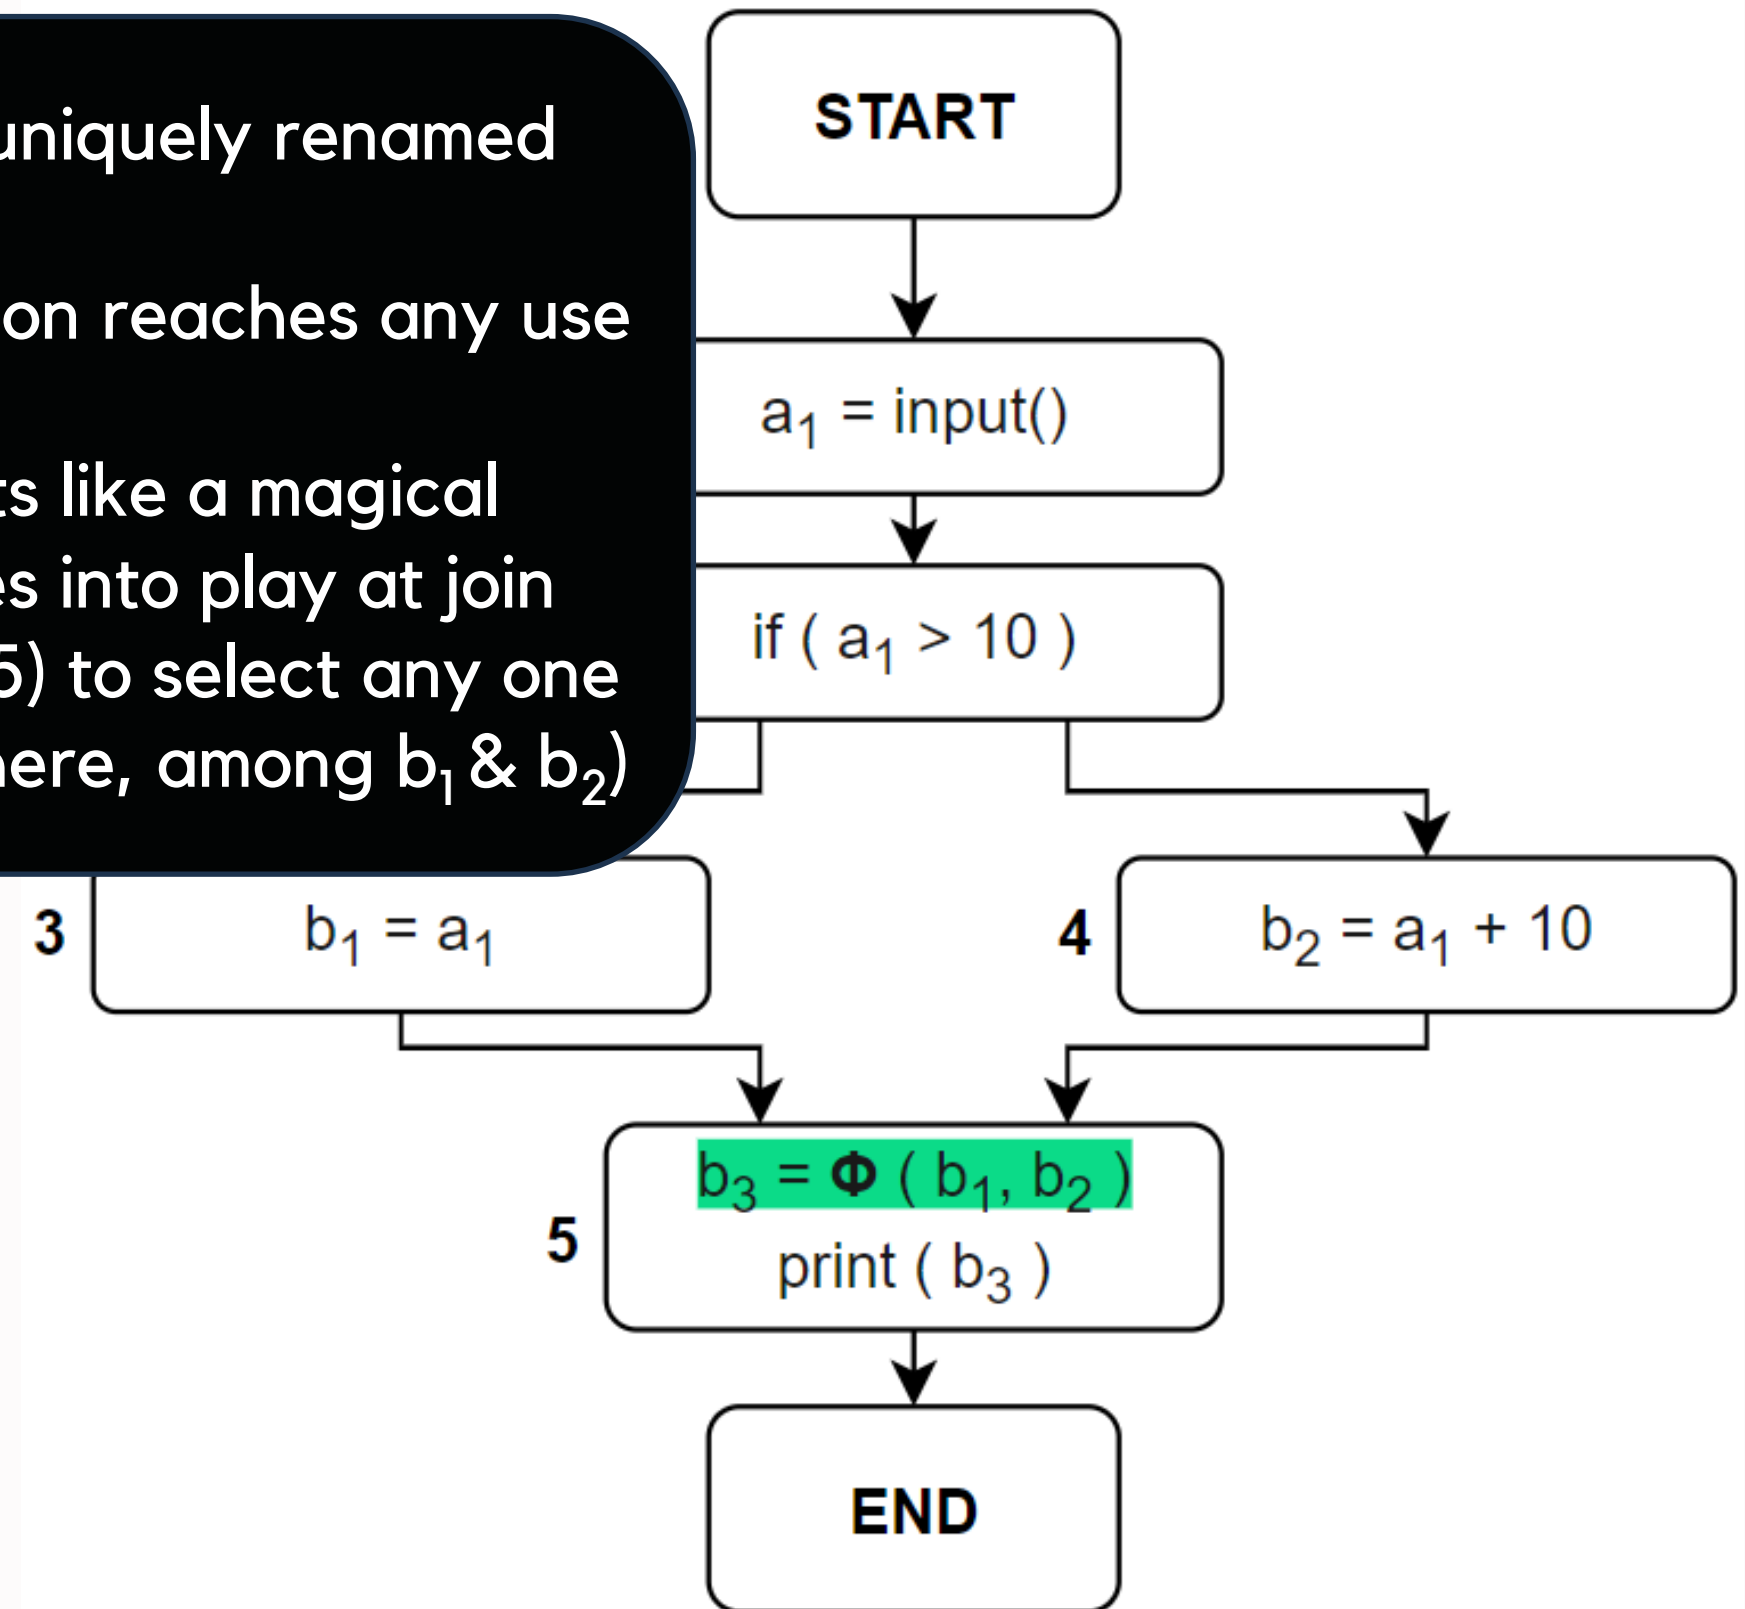 uniquely renamed
on reaches any use
ts like a magical
es into play at join
5) to select any one
here, among b₁ & b₂)
START
a₁ = input()
if ( a₁ > 10 )
3
b₁ = a₁
4
b₂ = a₁ + 10
b₃ = Φ ( b₁, b₂ )
5
print ( b₃ )
END